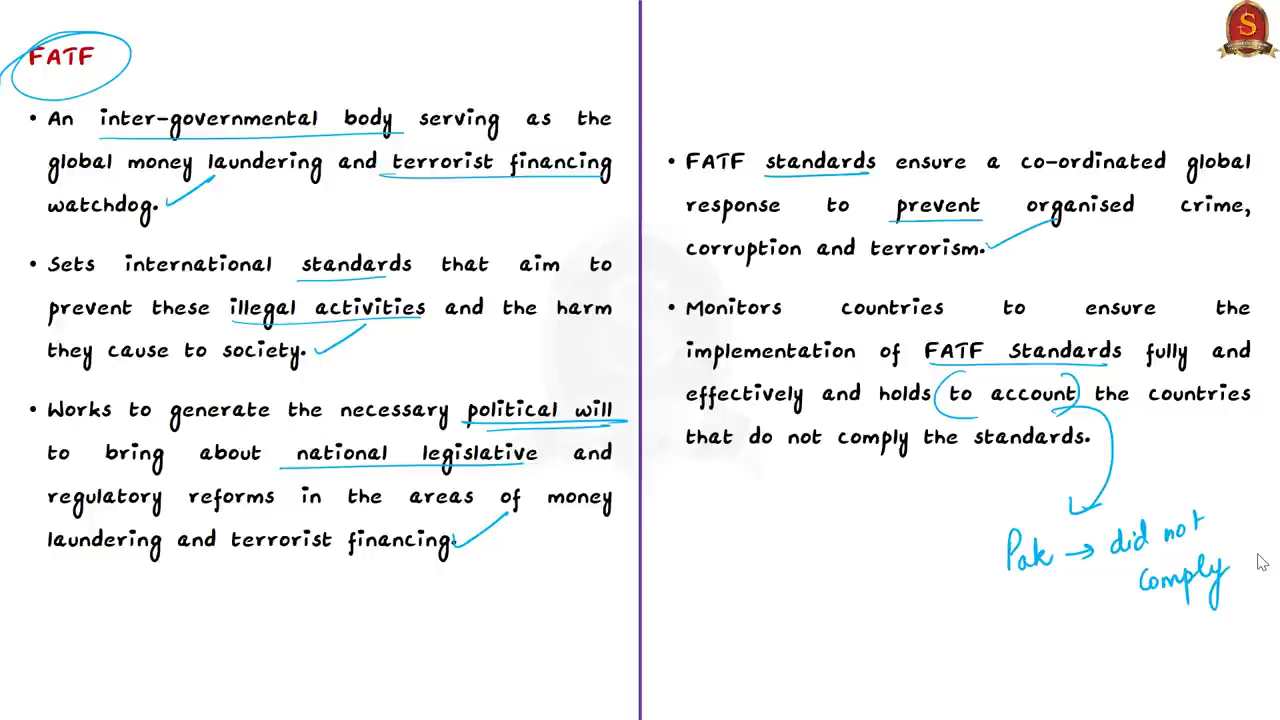 FATF
• An inter-governmental body serving as the
global money laundering and terrorist financing
watchdog.
• Sets international standards that aim to
prevent these illegal activities and the harm
they cause to society.
• Works to generate the necessary political will
to bring about national legislative and
regulatory reforms in the areas of money
laundering and terrorist financing.
• FATF standards ensure a co-ordinated global
response to prevent organised crime,
corruption and terrorism.
• Monitors countries to ensure the
implementation of FATF standards fully and
effectively and holds to account the countries
that do not comply the standards.
Pak → did not
comply
S